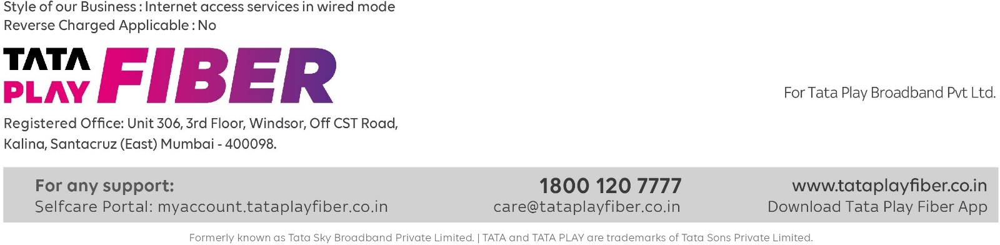 Style of our Business : Internet access services in wired mode
Reverse Charged Applicable : No
TATA PLAY FIBER
For Tata Play Broadband Pvt Ltd.
Registered Office: Unit 306, 3rd Floor, Windsor, Off CST Road,
Kalina, Santacruz (East) Mumbai - 400098.
For any support: 1800 120 7777 www.tataplayfiber.co.in
Selfcare Portal: myaccount.tataplayfiber.co.in care@tataplayfiber.co.in Download Tata Play Fiber App
Formerly known as Tata Sky Broadband Private Limited. | TATA and TATA PLAY are trademarks of Tata Sons Private Limited.